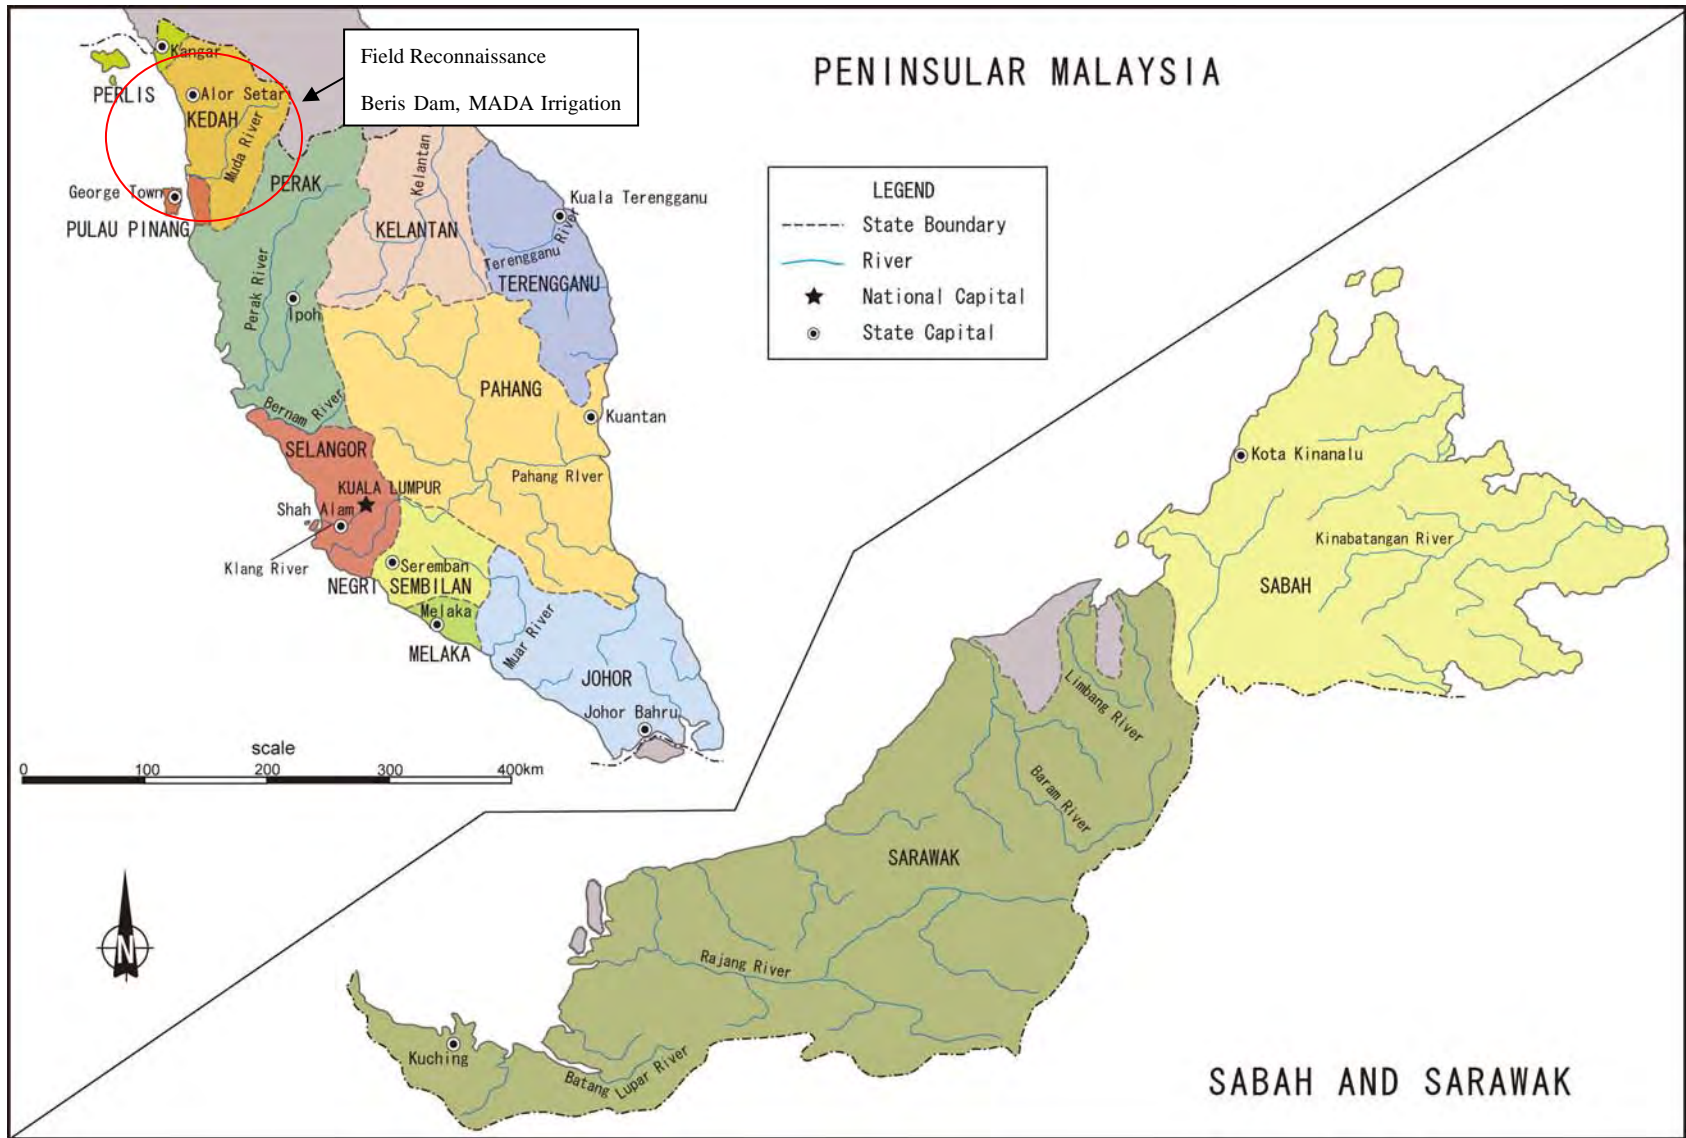 PENINSULAR MALAYSIA
Field Reconnaissance
Beris Dam, MADA Irrigation
Kangar
PERLIS
Alor Setar
KEDAH
Muda River
George Town
PULAU PINANG
PERAK
Perak River
Ipoh
Kelantan
KELANTAN
Kuala Terengganu
Terengganu River
TERENGGANU
LEGEND
State Boundary
River
National Capital
State Capital
PAHANG
Kuantan
Pahang RIver
Bernam River
SELANGOR
KUALA LUMPUR
Shah Alam
Klang River
Seremban
NEGRI SEMBILAN
Melaka
MELAKA
Muar River
JOHOR
Johor Bahru
scale
0 100 200 300 400km
N
Kota Kinanalu
Kinabatangan River
SABAH
Limbang River
Baram River
SARAWAK
Rajang River
Kuching
Batang Lupar River
SABAH AND SARAWAK